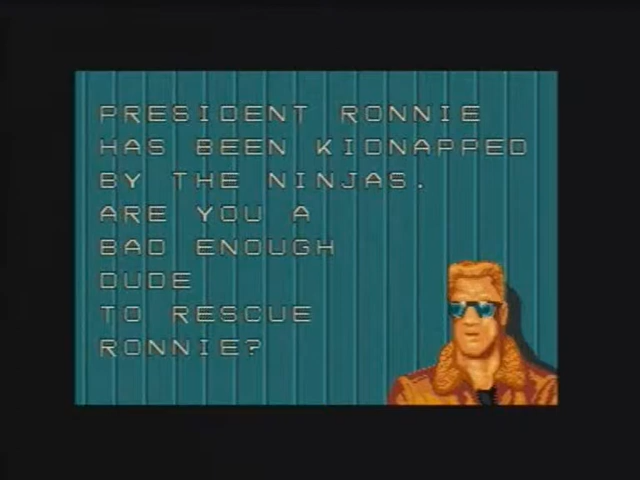 PRESIDENT RONNIE
HAS BEEN KIDNAPPED
BY THE NINJAS.
ARE YOU A
BAD ENOUGH
DUDE
TO RESCUE
RONNIE?